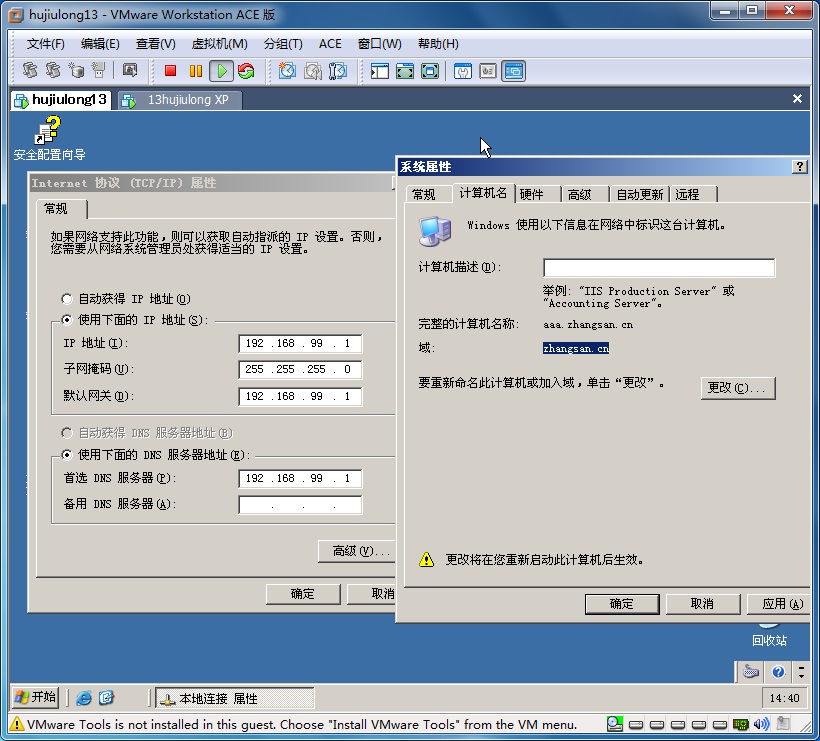 hujiulong13 - VMware Workstation ACE 版
文件(F) 编辑(E) 查看(V) 虚拟机(M) 分组(T) ACE 窗口(W) 帮助(H)
hujiulong13 13hujiulong XP
安全配置向导
Internet 协议 (TCP/IP) 属性
常规
如果网络支持此功能，则可以获取自动指派的 IP 设置。否则，
您需要从网络系统管理员处获得适当的 IP 设置。
自动获得 IP 地址(O)
使用下面的 IP 地址(S):
IP 地址(I): 192 .168 . 99 . 1
子网掩码(U): 255 .255 .255 . 0
默认网关(D): 192 .168 . 99 . 1
自动获得 DNS 服务器地址(B)
使用下面的 DNS 服务器地址(E):
首选 DNS 服务器(P): 192 .168 . 99 . 1
备用 DNS 服务器(A): . . .
高级(V)...
确定 取消
系统属性
常规 计算机名 硬件 高级 自动更新 远程
Windows 使用以下信息在网络中标识这台计算机。
计算机描述(D):
举例: "IIS Production Server" 或
"Accounting Server"。
完整的计算机名称: aaa.zhangsan.cn
域: zhangsan.cn
要重新命名此计算机或加入域，单击“更改”。 更改(C)...
更改将在您重新启动此计算机后生效。
确定 取消 应用(A)
回收站
开始 本地连接 属性 14:40
VMware Tools is not installed in this guest. Choose "Install VMware Tools" from the VM menu.